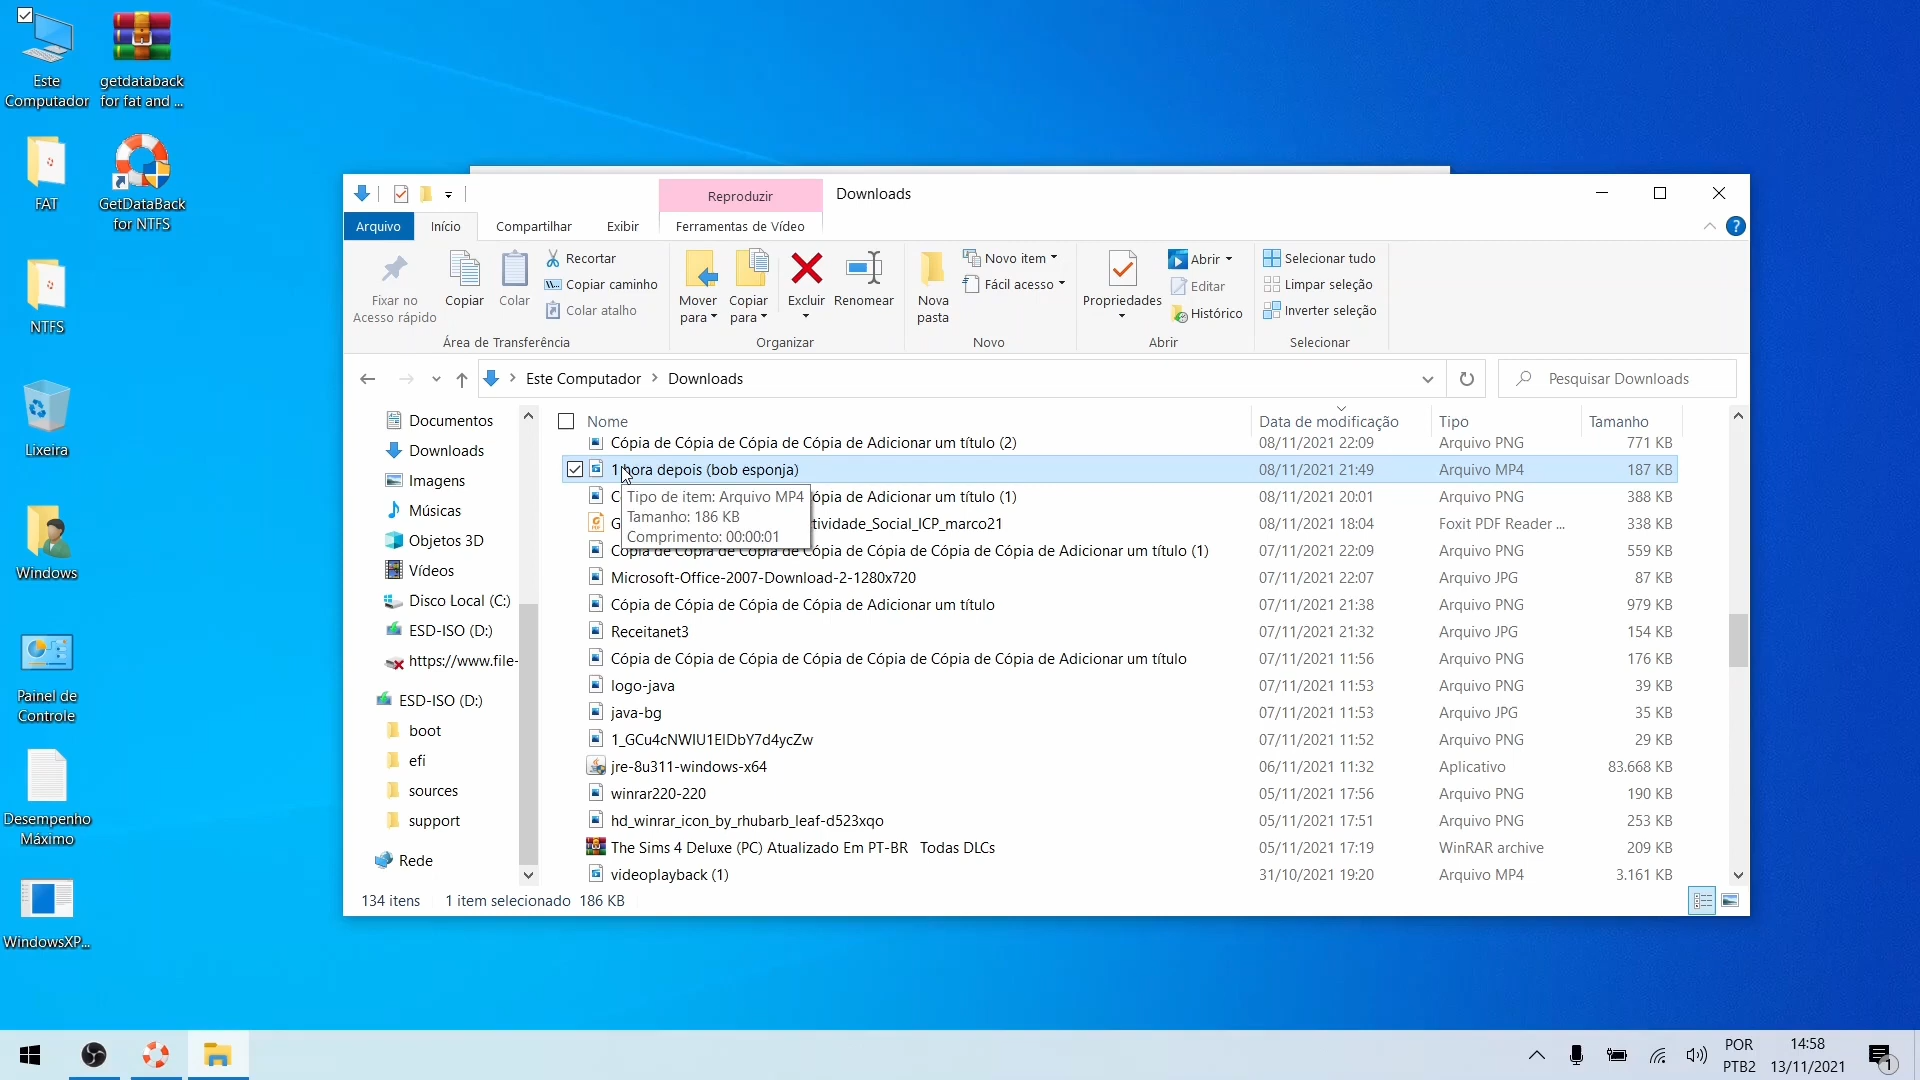 Este
Computador
getdataback
for fat and ...
FAT
GetDataBack
for NTFS
NTFS
Lixeira
Windows
Painel de
Controle
Desempenho
Máximo
WindowsXP...
Reproduzir
Downloads
Arquivo
Início
Compartilhar
Exibir
Ferramentas de Vídeo
Fixar no
Acesso rápido
Copiar
Colar
Recortar
Copiar caminho
Colar atalho
Área de Transferência
Mover
para
Copiar
para
Excluir
Renomear
Organizar
Nova
pasta
Novo item
Fácil acesso
Novo
Propriedades
Abrir
Editar
Histórico
Abrir
Selecionar tudo
Limpar seleção
Inverter seleção
Selecionar
Este Computador > Downloads
Pesquisar Downloads
Documentos
Downloads
Imagens
Músicas
Objetos 3D
Vídeos
Disco Local (C:)
ESD-ISO (D:)
https://www.file-
ESD-ISO (D:)
boot
efi
sources
support
Rede
Nome Data de modificação Tipo Tamanho
Cópia de Cópia de Cópia de Cópia de Adicionar um título (2) 08/11/2021 22:09 Arquivo PNG 771 KB
1 hora depois (bob esponja) 08/11/2021 21:49 Arquivo MP4 187 KB
ópia de Adicionar um título (1) 08/11/2021 20:01 Arquivo PNG 388 KB
tividade_Social_ICP_marco21 08/11/2021 18:04 Foxit PDF Reader ... 338 KB
Cópia de Cópia de Cópia de Cópia de Cópia de Cópia de Adicionar um título (1) 07/11/2021 22:09 Arquivo PNG 559 KB
Tipo de item: Arquivo MP4
Tamanho: 186 KB
Comprimento: 00:00:01
Microsoft-Office-2007-Download-2-1280x720 07/11/2021 22:07 Arquivo JPG 87 KB
Cópia de Cópia de Cópia de Cópia de Adicionar um título 07/11/2021 21:38 Arquivo PNG 979 KB
Receitanet3 07/11/2021 21:32 Arquivo JPG 154 KB
Cópia de Cópia de Cópia de Cópia de Cópia de Cópia de Adicionar um título 07/11/2021 11:56 Arquivo PNG 176 KB
logo-java 07/11/2021 11:53 Arquivo PNG 39 KB
java-bg 07/11/2021 11:53 Arquivo JPG 35 KB
1_GCu4cNWIU1EIDbY7d4ycZw 07/11/2021 11:52 Arquivo PNG 29 KB
jre-8u311-windows-x64 06/11/2021 11:32 Aplicativo 83.668 KB
winrar220-220 05/11/2021 17:56 Arquivo PNG 190 KB
hd_winrar_icon_by_rhubarb_leaf-d523xqo 05/11/2021 17:51 Arquivo PNG 253 KB
The Sims 4 Deluxe (PC) Atualizado Em PT-BR Todas DLCs 05/11/2021 17:19 WinRAR archive 209 KB
videoplayback (1) 31/10/2021 19:20 Arquivo MP4 3.161 KB
134 itens 1 item selecionado 186 KB
POR
PTB2
14:58
13/11/2021
1